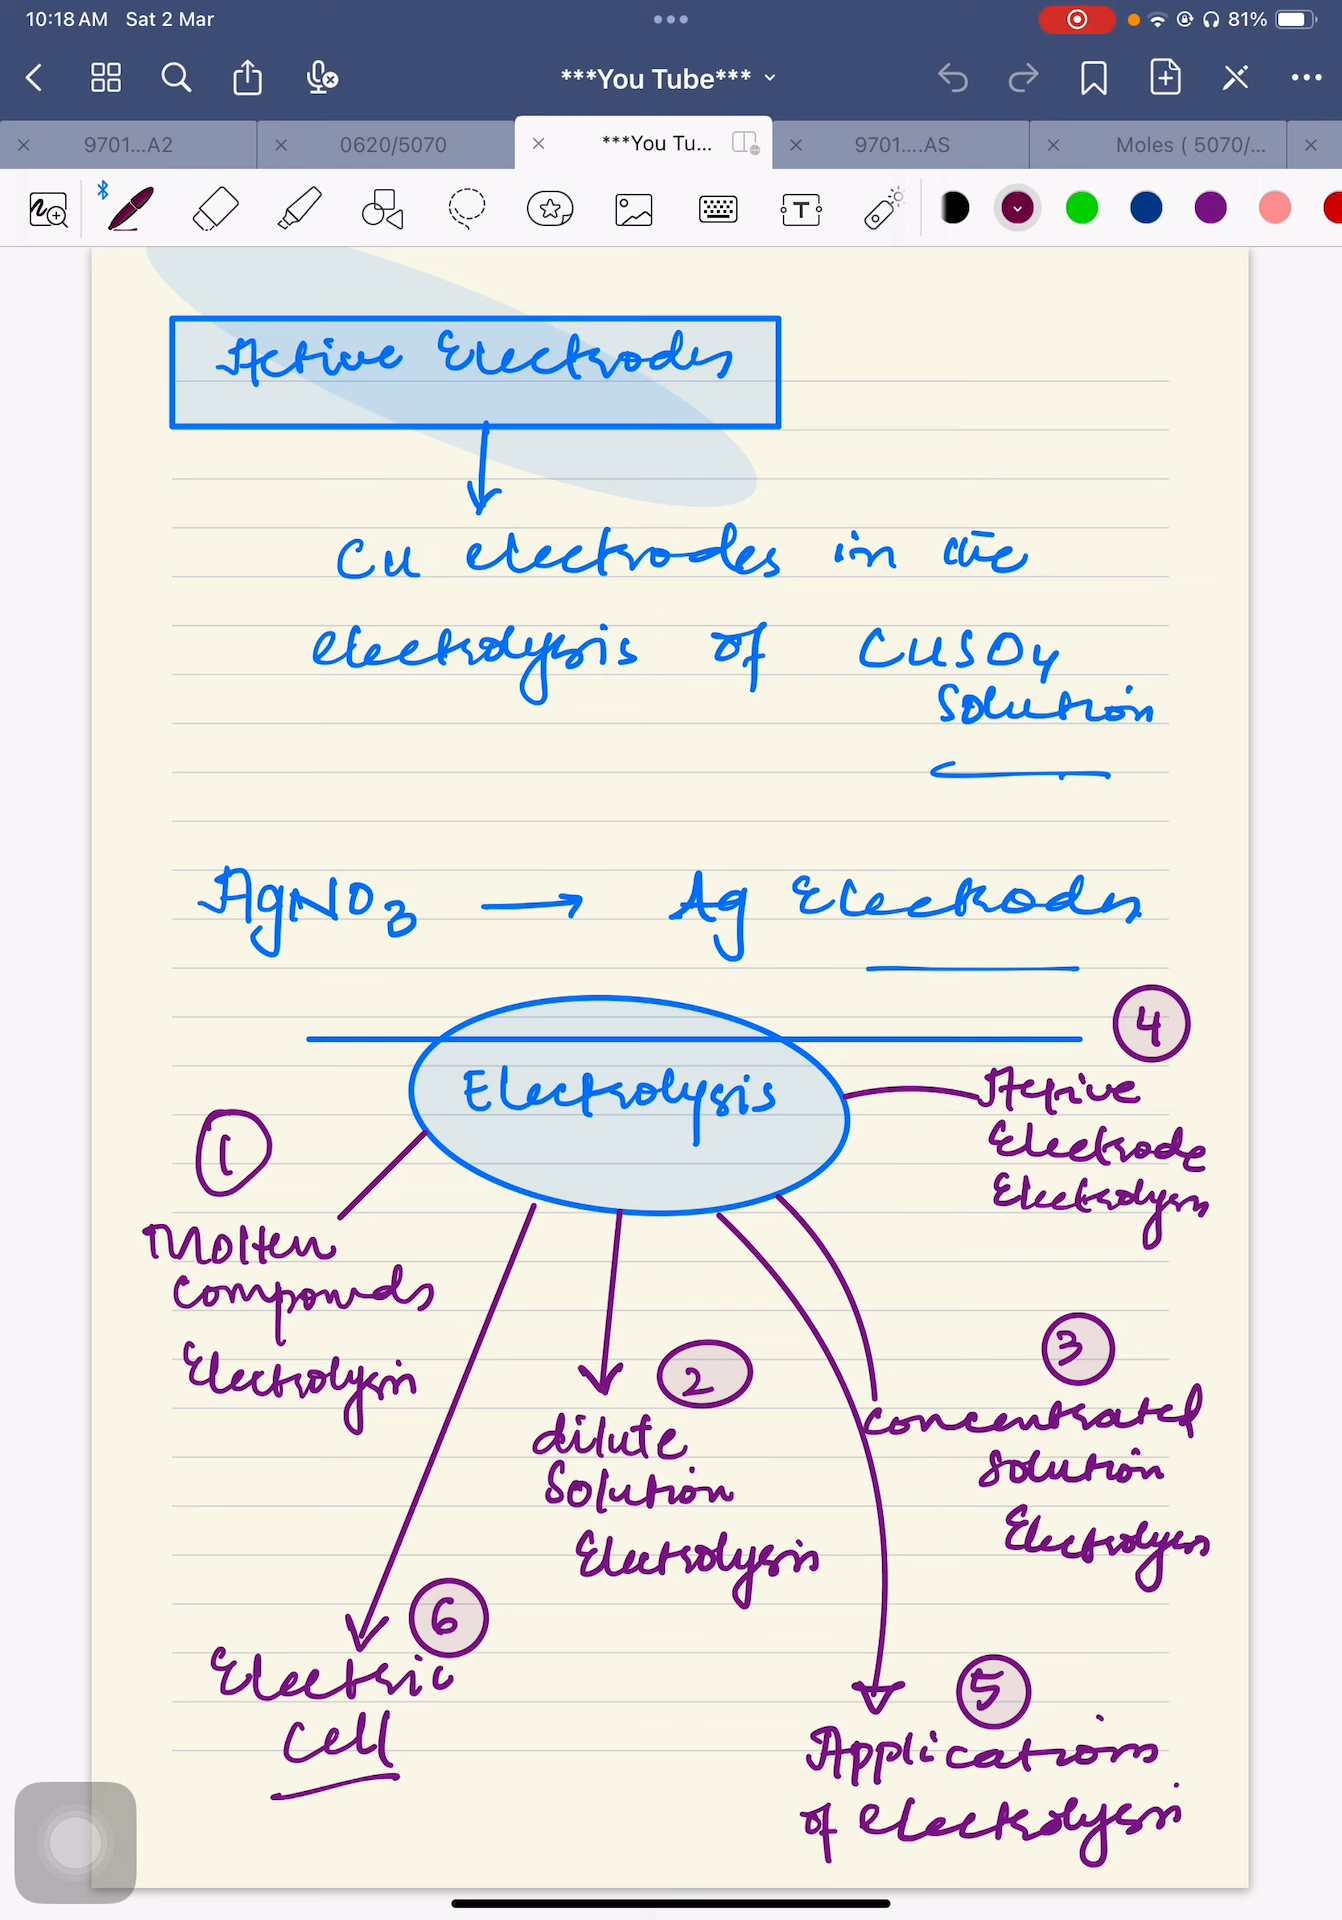 10:18 AM Sat 2 Mar
81%
***You Tube***
9701...A2
0620/5070
***You Tu...
9701....AS
Moles ( 5070/...
T
Active Electrodes
Cu electrodes in the
electrolysis of CuSO4
solution
AgNO3 → Ag Electrodes
Electrolysis
4
Active
Electrode
Electrolysis
1
Molten
Compounds
Electrolysis
2
dilute
Solution
Electrolysis
3
Concentrated
Solution
Electrolysis
6
Electric
Cell
5
Applications
of electrolysis